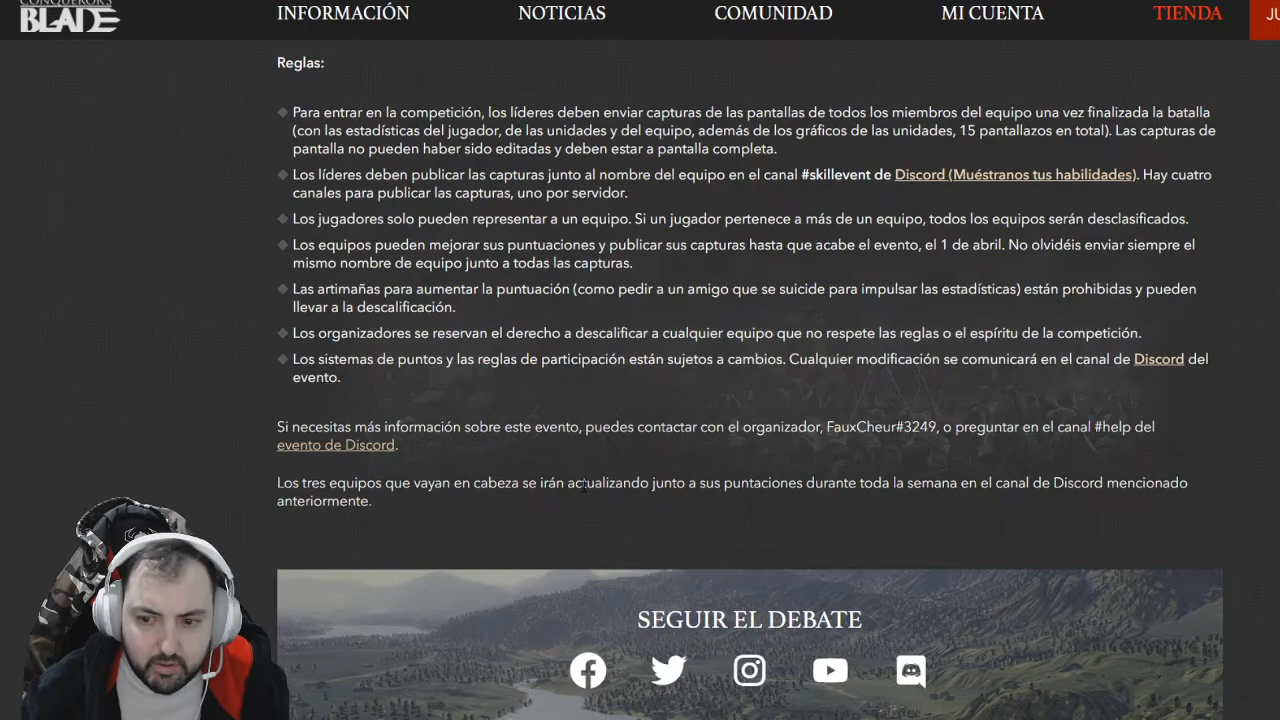 CONQUEROR'S
BLADE
INFORMACIÓN NOTICIAS COMUNIDAD MI CUENTA TIENDA JU
Reglas:
Para entrar en la competición, los líderes deben enviar capturas de las pantallas de todos los miembros del equipo una vez finalizada la batalla
(con las estadísticas del jugador, de las unidades y del equipo, además de los gráficos de las unidades, 15 pantallazos en total). Las capturas de
pantalla no pueden haber sido editadas y deben estar a pantalla completa.
Los líderes deben publicar las capturas junto al nombre del equipo en el canal #skillevent de Discord (Muéstranos tus habilidades). Hay cuatro
canales para publicar las capturas, uno por servidor.
Los jugadores solo pueden representar a un equipo. Si un jugador pertenece a más de un equipo, todos los equipos serán desclasificados.
Los equipos pueden mejorar sus puntuaciones y publicar sus capturas hasta que acabe el evento, el 1 de abril. No olvidéis enviar siempre el
mismo nombre de equipo junto a todas las capturas.
Las artimañas para aumentar la puntuación (como pedir a un amigo que se suicide para impulsar las estadísticas) están prohibidas y pueden
llevar a la descalificación.
Los organizadores se reservan el derecho a descalificar a cualquier equipo que no respete las reglas o el espíritu de la competición.
Los sistemas de puntos y las reglas de participación están sujetos a cambios. Cualquier modificación se comunicará en el canal de Discord del
evento.
Si necesitas más información sobre este evento, puedes contactar con el organizador, FauxCheur#3249, o preguntar en el canal #help del
evento de Discord.
Los tres equipos que vayan en cabeza se irán actualizando junto a sus puntaciones durante toda la semana en el canal de Discord mencionado
anteriormente.
SEGUIR EL DEBATE